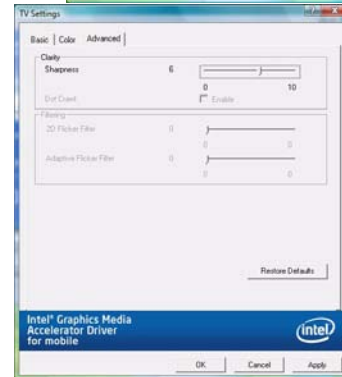 TV Settings
Basic Color Advanced
Clarity
Sharpness 6
0 10
Dot Crawl Enable
Filtering
2D Flicker Filter 0
0 0
Adaptive Flicker Filter 0
0 0
Restore Defaults
Intel® Graphics Media
Accelerator Driver
for mobile
intel
OK Cancel Apply